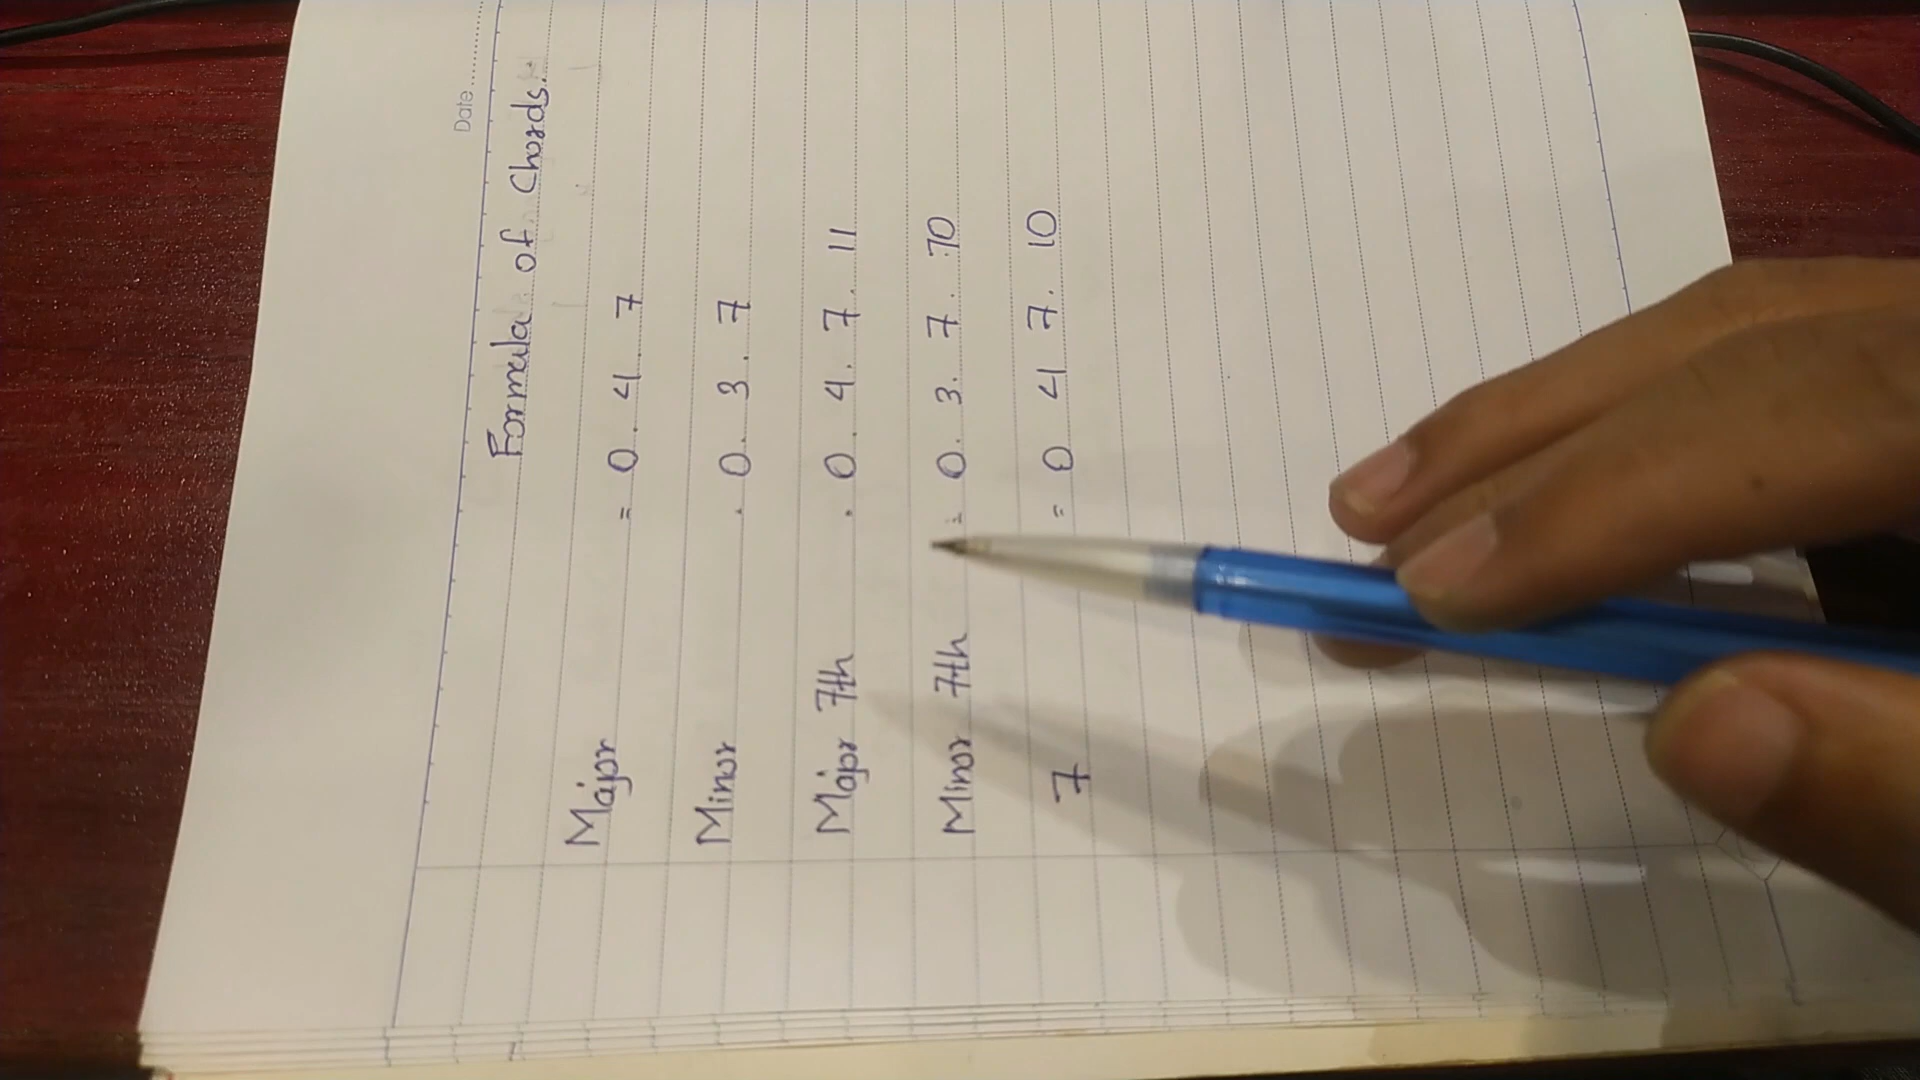 Date..........
Formula of Chords.
Major = 0. 4. 7
Minor . 0. 3. 7
Major 7th . 0. 4. 7. 11
Minor 7th = 0. 3. 7. 10
7 = 0 4 7. 10